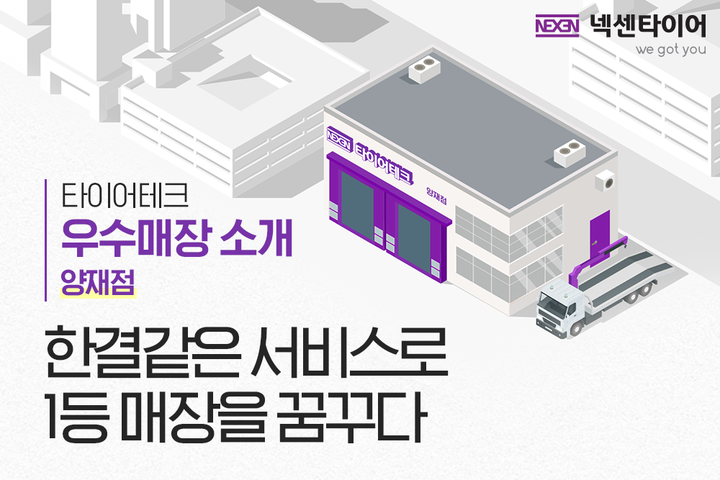 NEXEN 넥센타이어
we got you
NEXEN 타이어테크
양재점
타이어테크
우수매장 소개
양재점
한결같은 서비스로
1등 매장을 꿈꾸다